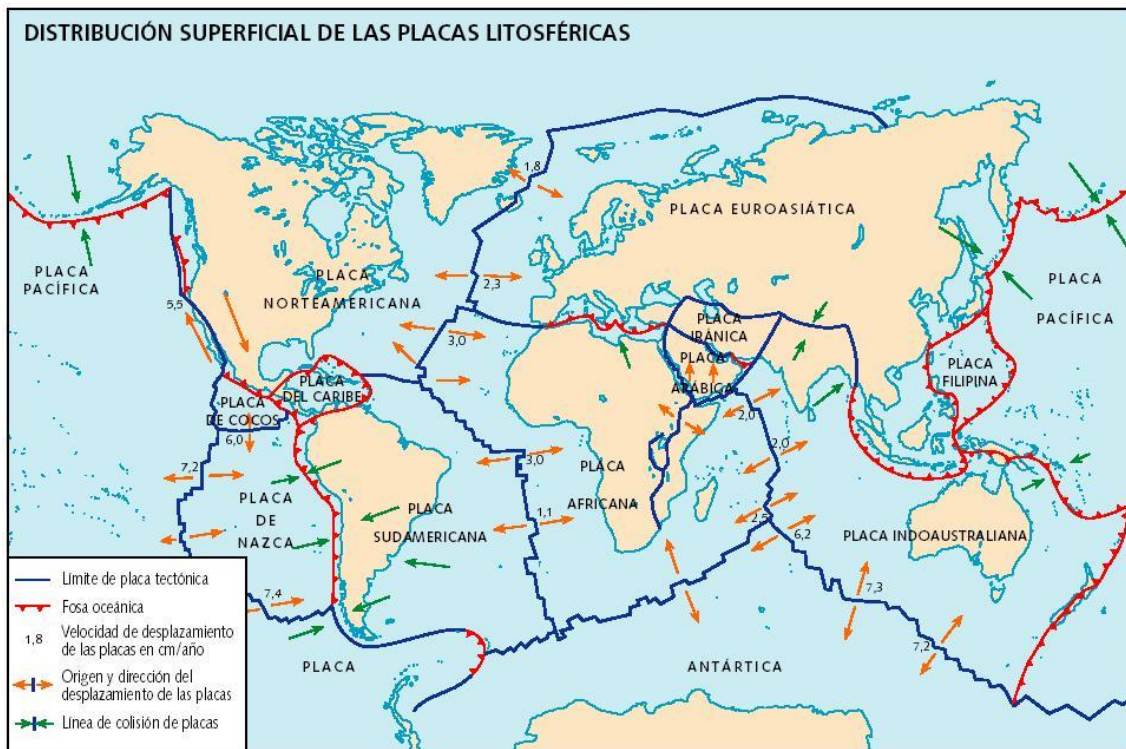 DISTRIBUCIÓN SUPERFICIAL DE LAS PLACAS LITOSFÉRICAS
1,8
PLACA EUROASIÁTICA
PLACA
PACÍFICA
PLACA
NORTEAMERICANA
2,3
PLACA
PACÍFICA
5,5
3,0
PLACA
IRÁNICA
PLACA
ARÁBICA
PLACA
FILIPINA
PLACA
DEL CARIBE
PLACA
DE COCOS
6,0
2,0
2,0
7,2
3,0
PLACA
AFRICANA
PLACA
DE
NAZCA
PLACA
SUDAMERICANA
1,1
2,5
6,2
PLACA INDOAUSTRALIANA
7,4
7,3
7,2
PLACA
ANTÁRTICA
Límite de placa tectónica
Fosa oceánica
1,8
Velocidad de desplazamiento
de las placas en cm/año
Origen y dirección del
desplazamiento de las placas
Línea de colisión de placas